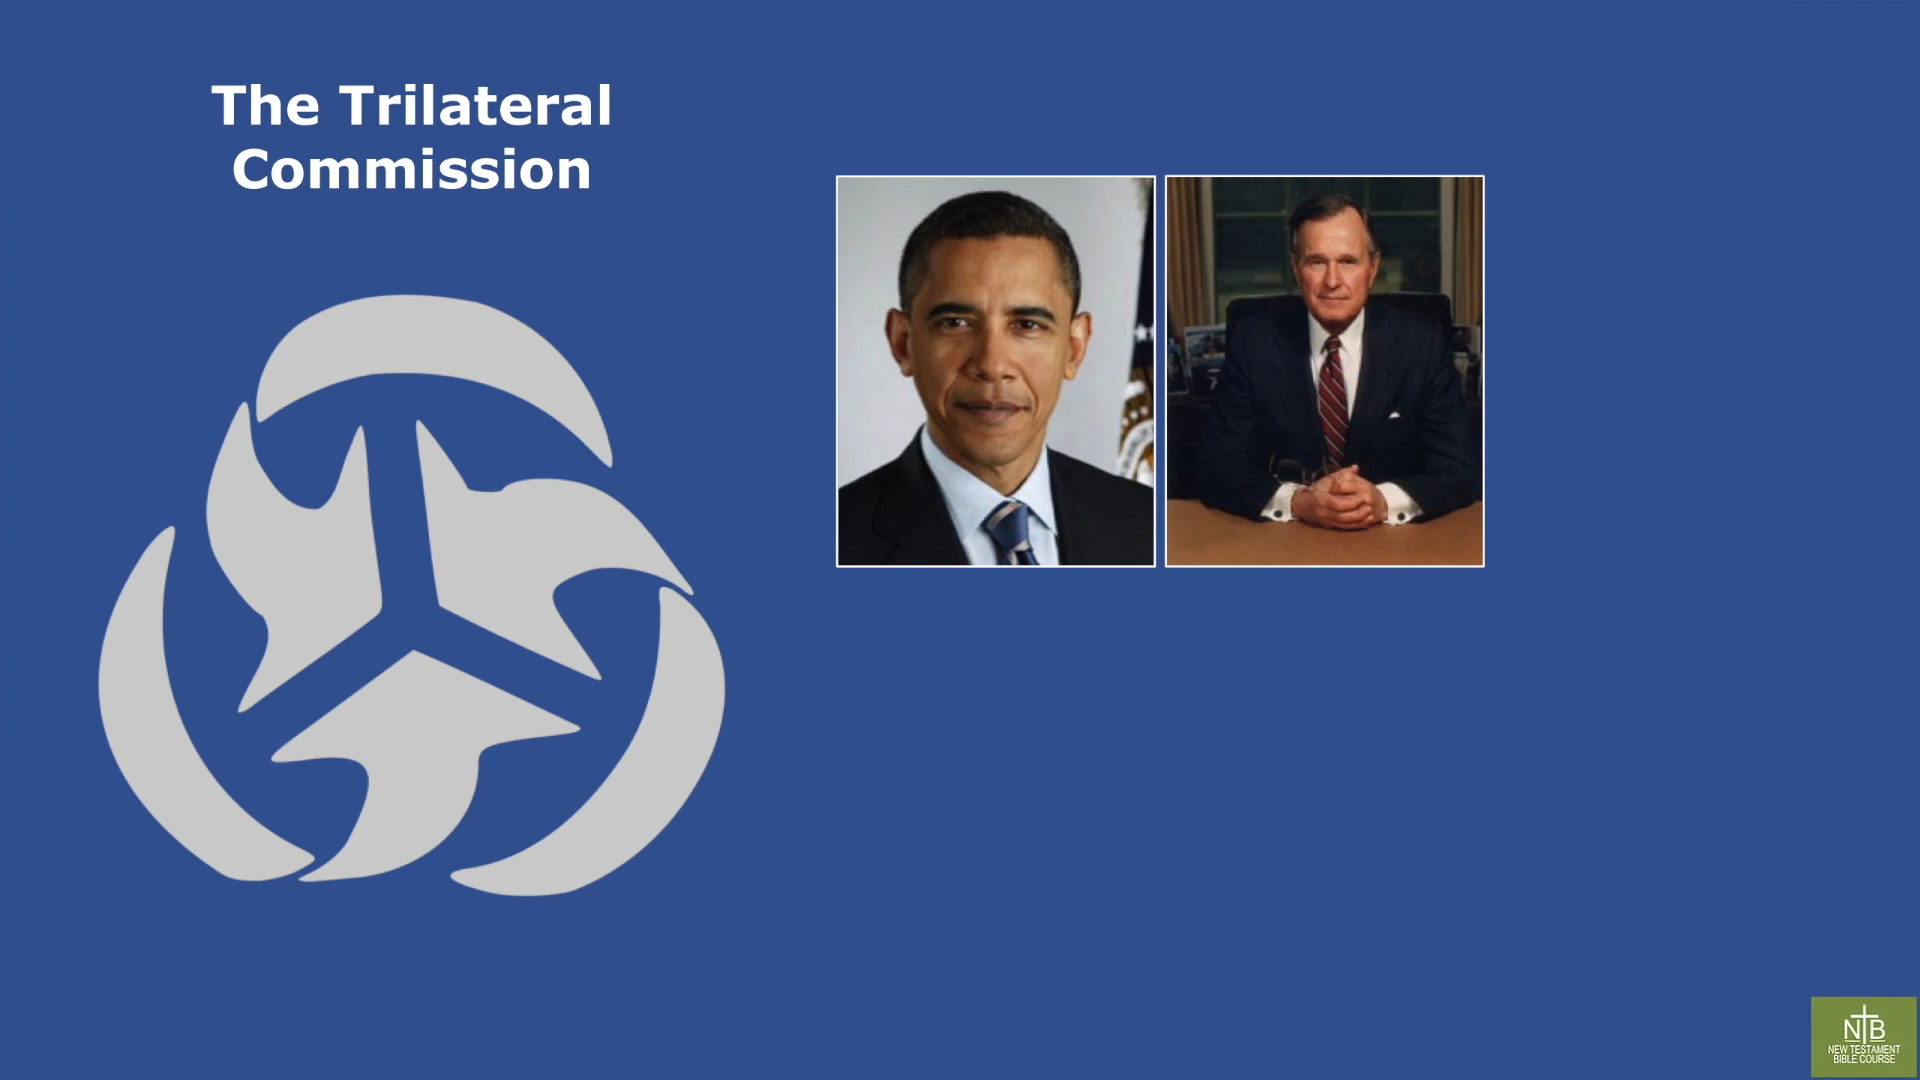 The Trilateral
Commission
NTB
NEW TESTAMENT
BIBLE COURSE